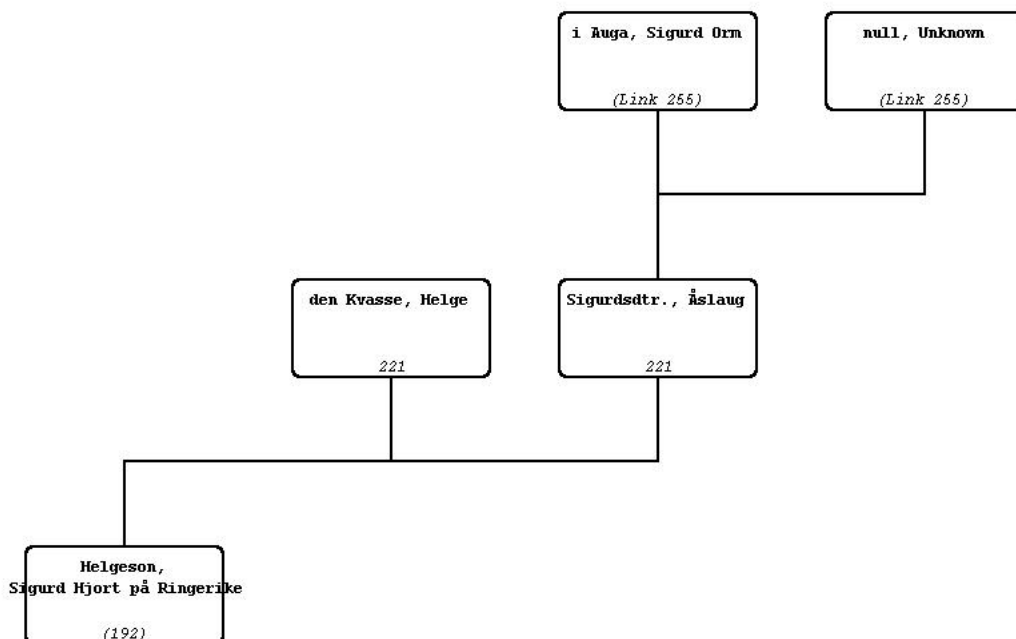 i Auga, Sigurd Orm
(Link 255)
null, Unknown
(Link 255)
den Kvasse, Helge
221
Sigurdsdtr., Åslaug
221
Helgeson,
Sigurd Hjort på Ringerike
(192)